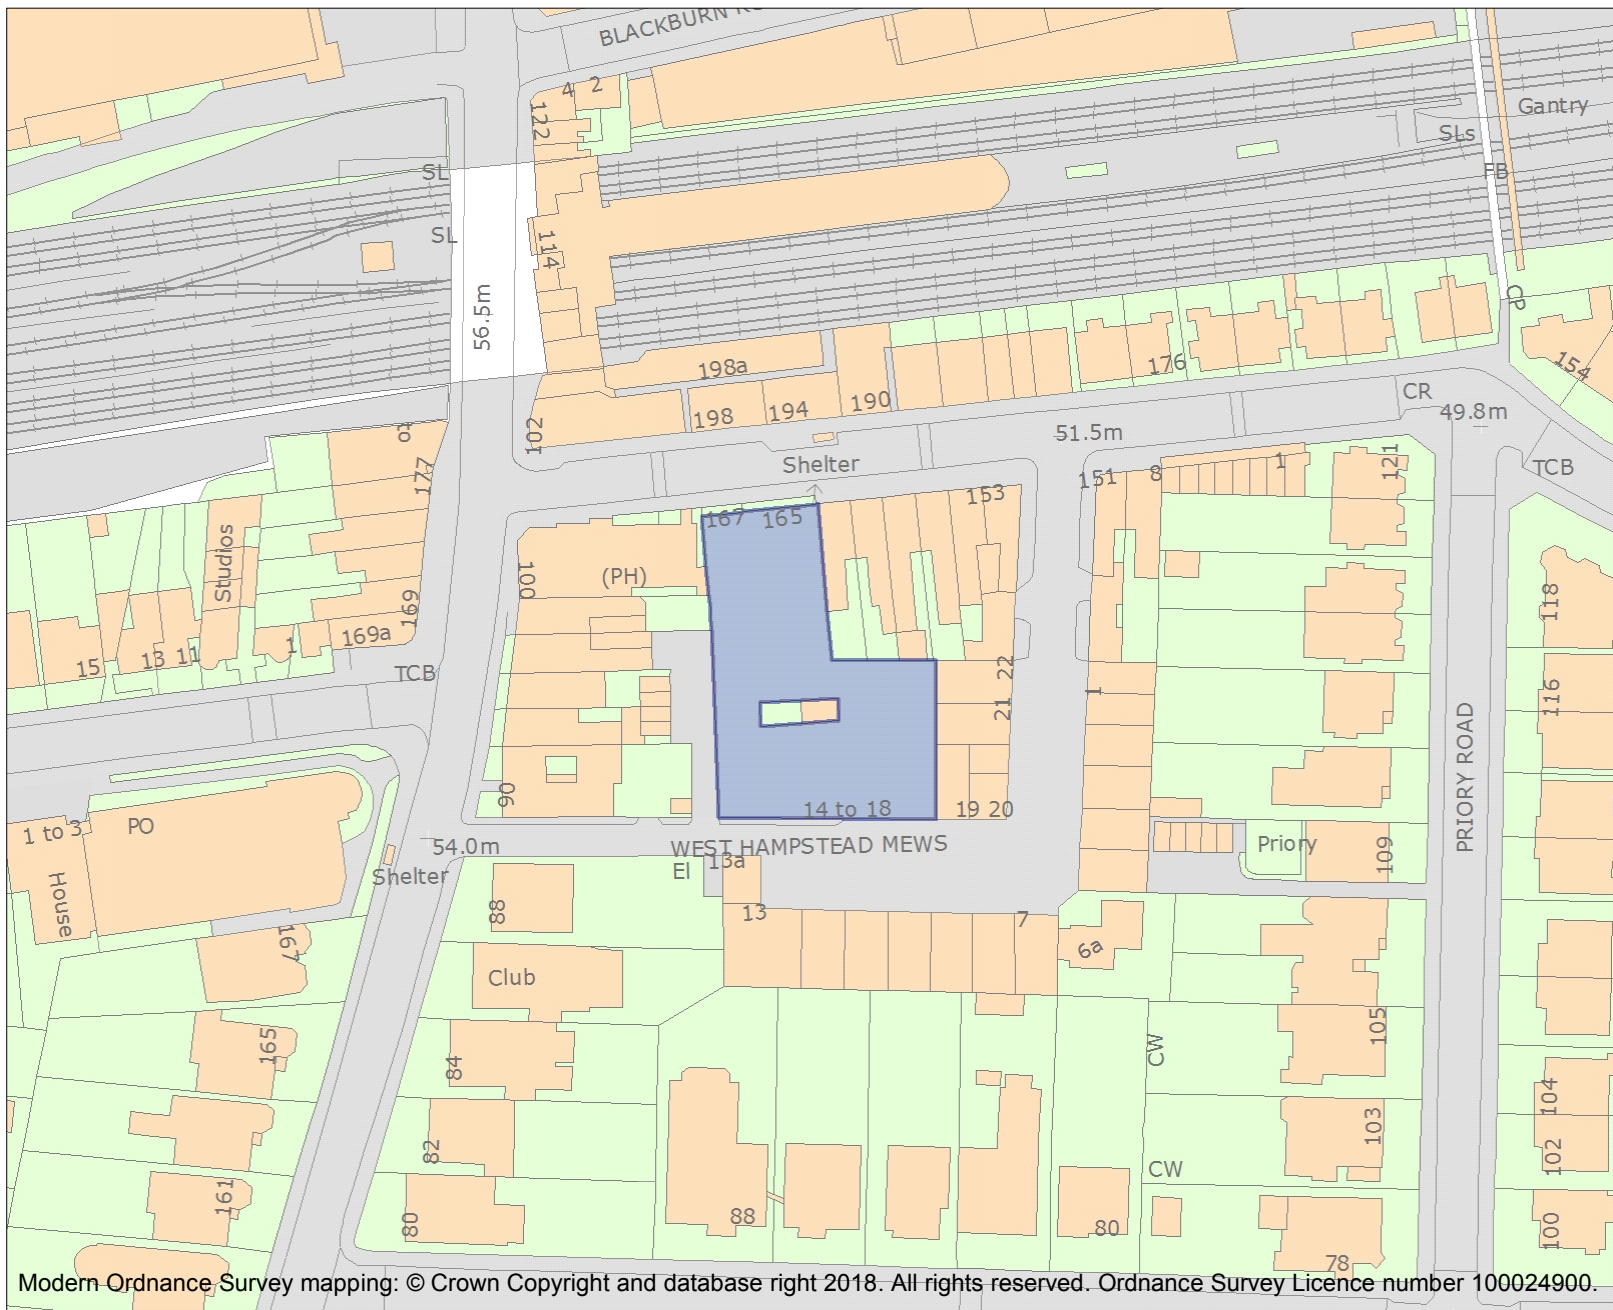 BLACKBURN
4
2
122
Gantry
SLs
SL
FB
SL
114
56.5m
CP
198a
176
154
CR
190
194
198
49.8m
102
51.5m
Shelter
177
to
TCB
153
151
8
1
121
167
165
Studios
(PH)
100
118
169
169a
1
15
13
11
TCB
22
21
1
116
PRIORY ROAD
90
14 to 18
19
20
1 to 3
PO
54.0m
WEST HAMPSTEAD MEWS
Priory
109
Shelter
El
13a
House
88
13
7
167
6a
Club
165
84
CW
105
104
103
82
102
CW
161
80
88
80
100
78
Modern Ordnance Survey mapping: © Crown Copyright and database right 2018. All rights reserved. Ordnance Survey Licence number 100024900.